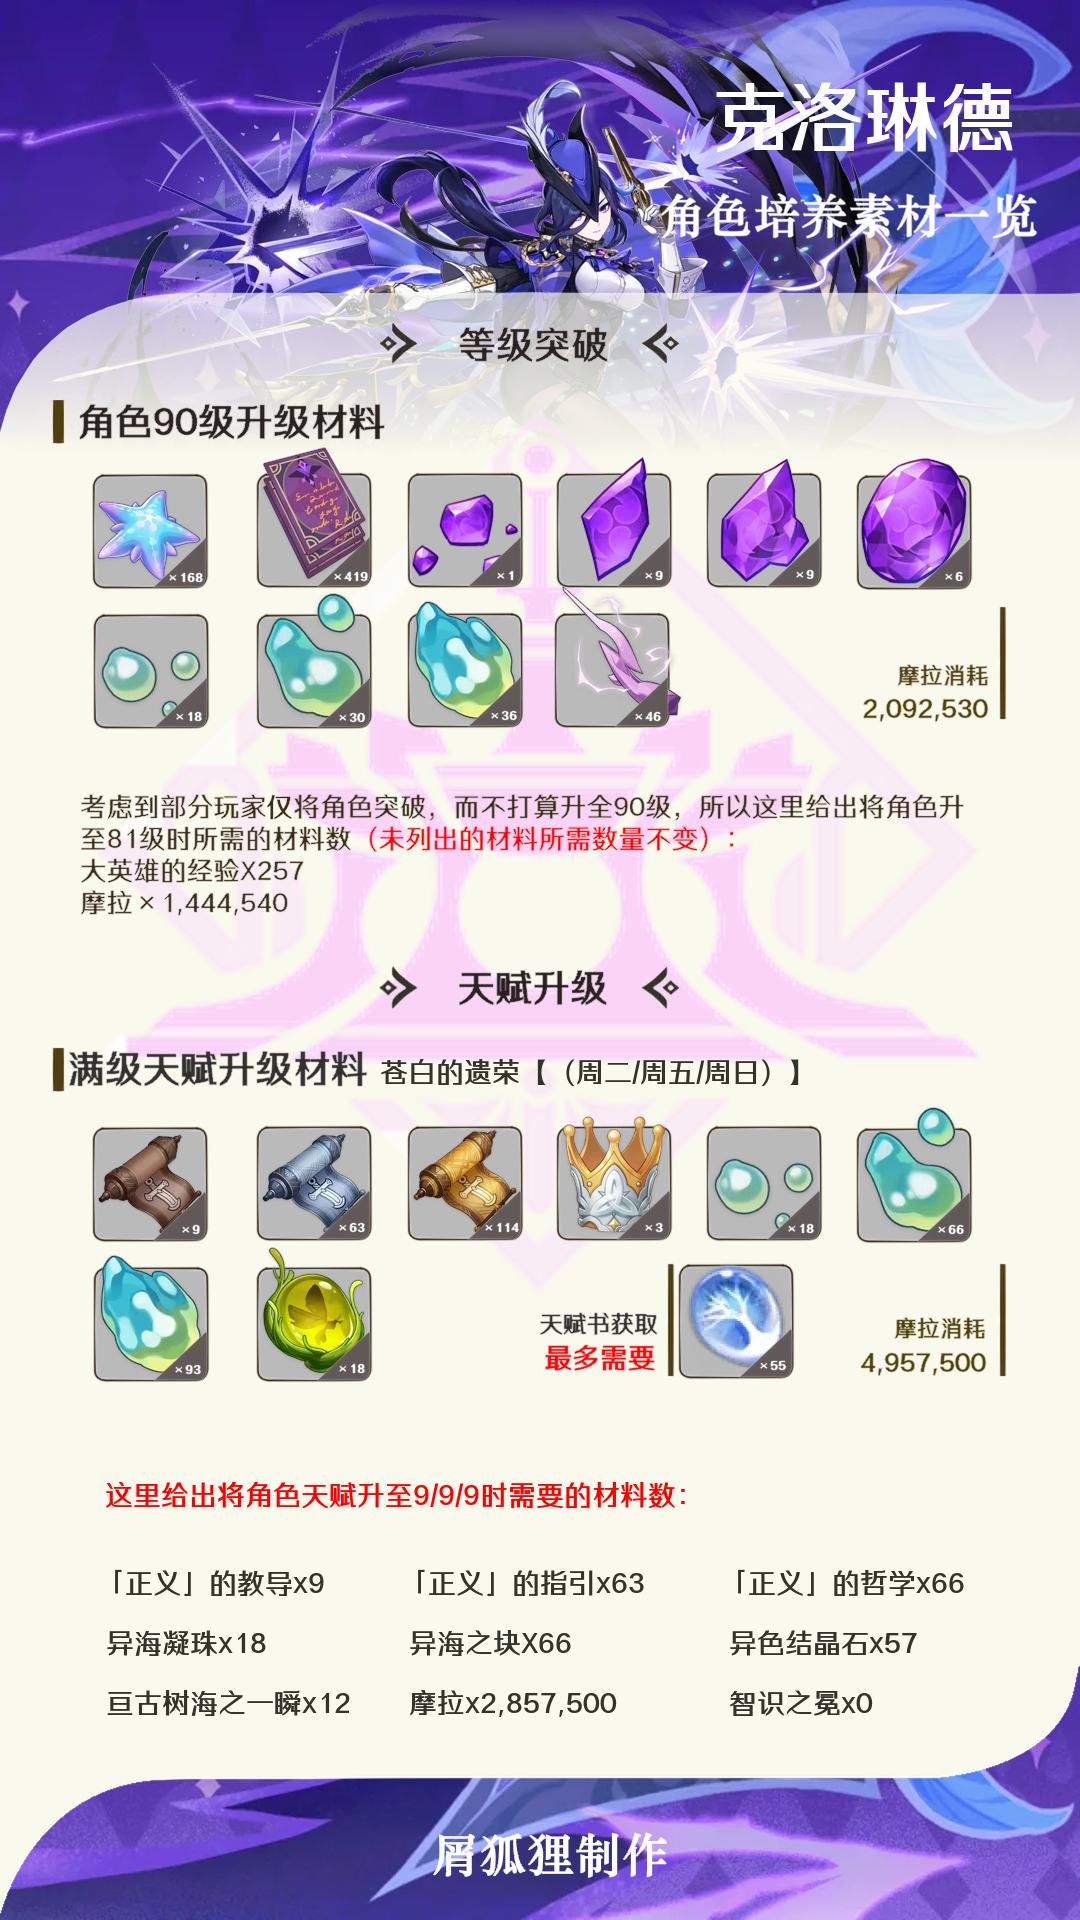 克洛琳德
角色培养素材一览
等级突破
角色90级升级材料
×168 ×419 ×1 ×9 ×9 ×6
×18 ×30 ×36 ×46
摩拉消耗
2,092,530
考虑到部分玩家仅将角色突破，而不打算升全90级，所以这里给出将角色升
至81级时所需的材料数（未列出的材料所需数量不变）：
大英雄的经验X257
摩拉×1,444,540
天赋升级
满级天赋升级材料 苍白的遗荣【（周二/周五/周日）】
×9 ×63 ×114 ×3 ×18 ×66
×93 ×18
天赋书获取
最多需要
×55
摩拉消耗
4,957,500
这里给出将角色天赋升至9/9/9时需要的材料数：
「正义」的教导x9 「正义」的指引x63 「正义」的哲学x66
异海凝珠x18 异海之块X66 异色结晶石x57
亘古树海之一瞬x12 摩拉x2,857,500 智识之冕x0
屑狐狸制作